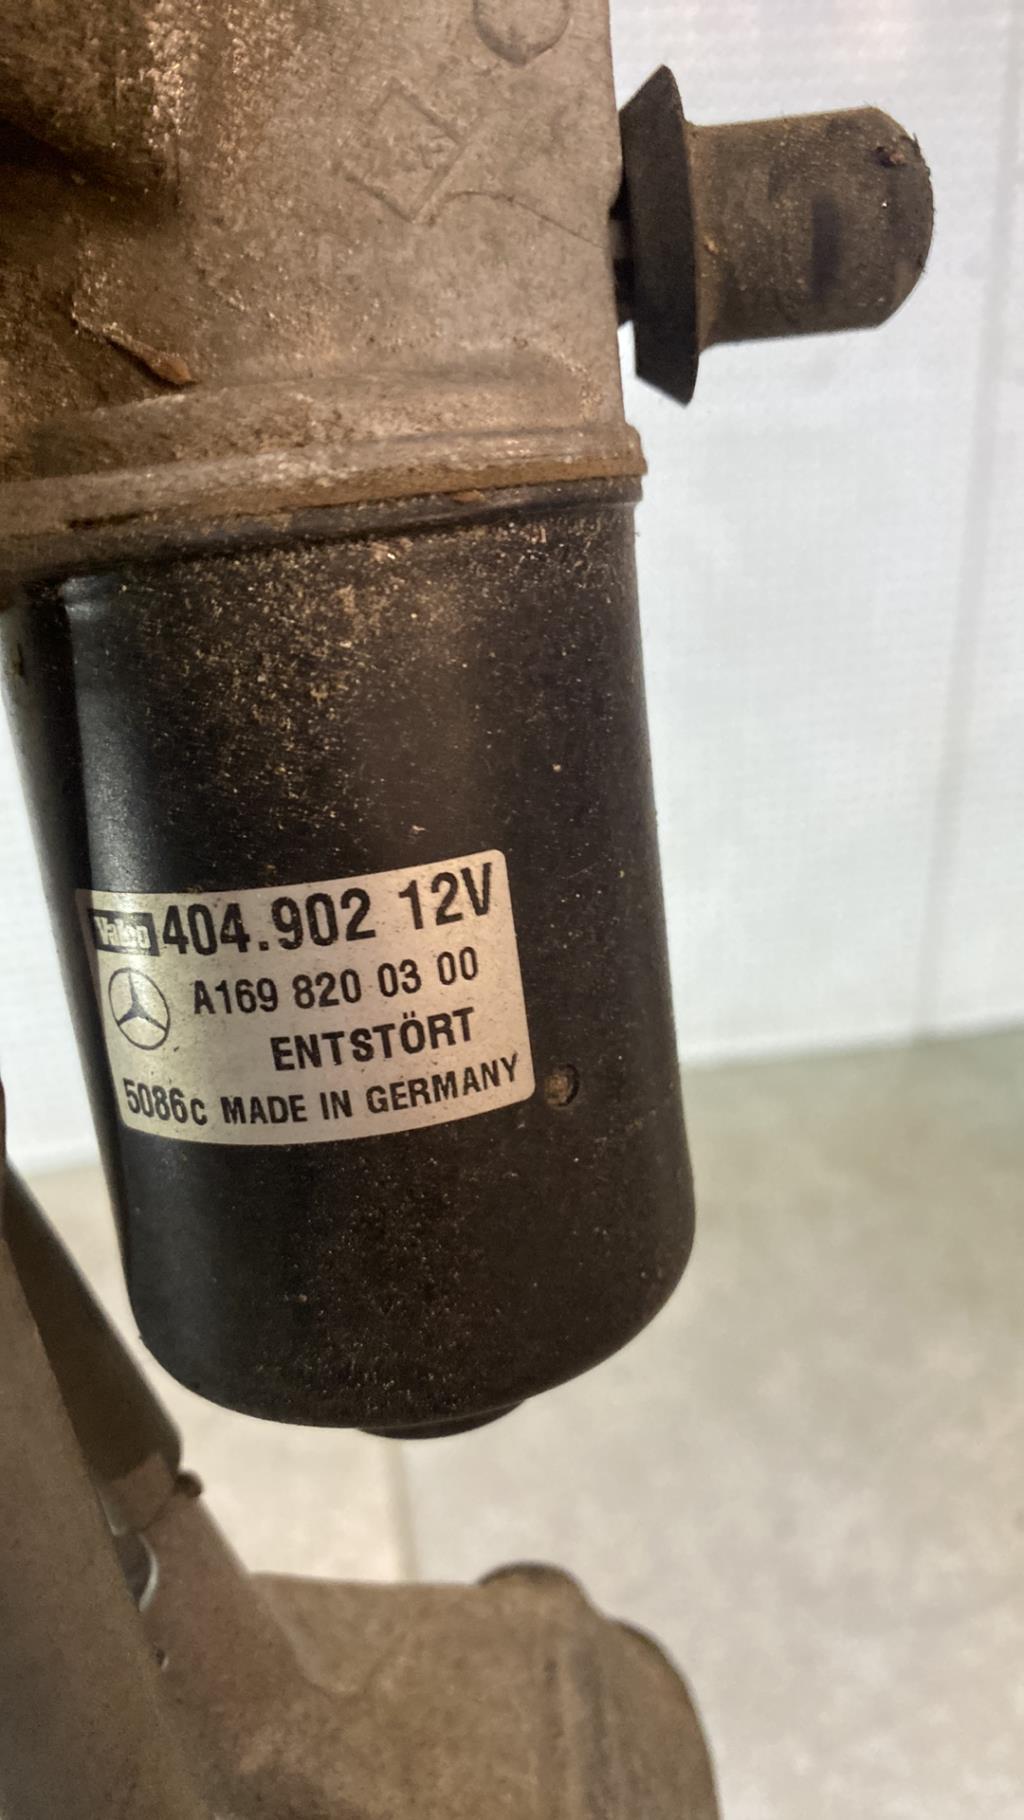 Valeo 404.902 12V
A169 820 03 00
ENTSTÖRT
5086c MADE IN GERMANY